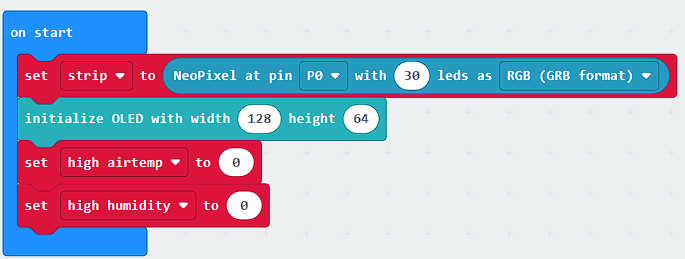 on start
set strip to NeoPixel at pin P0 with 30 leds as RGB (GRB format)
initialize OLED with width 128 height 64
set high airtemp to 0
set high humidity to 0